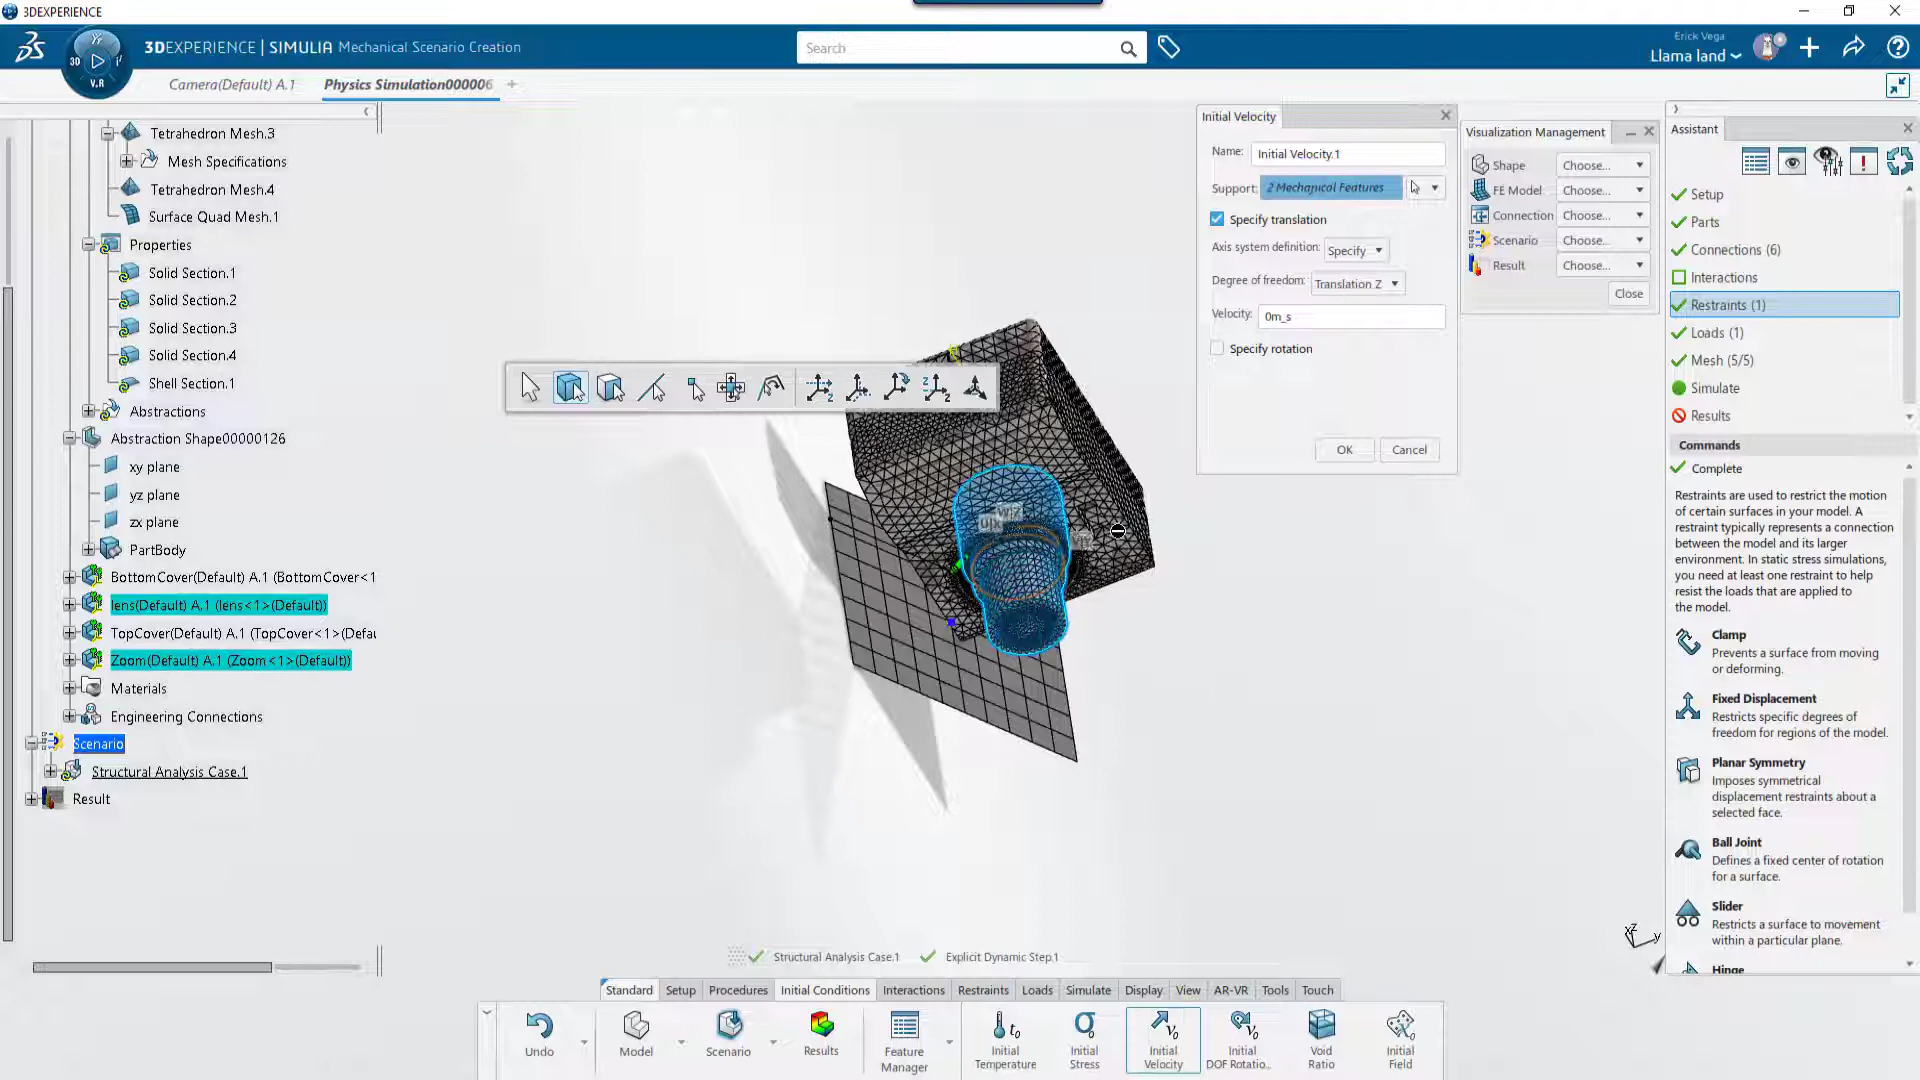 3DEXPERIENCE
3DEXPERIENCE | SIMULIA Mechanical Scenario Creation
3D
V.R
Search
Erick Vega
Llama land
Camera(Default) A.1
Physics Simulation000006
Tetrahedron Mesh.3
Mesh Specifications
Tetrahedron Mesh.4
Surface Quad Mesh.1
Properties
Solid Section.1
Solid Section.2
Solid Section.3
Solid Section.4
Shell Section.1
Abstractions
Abstraction Shape00000126
xy plane
yz plane
zx plane
PartBody
BottomCover(Default) A.1 (BottomCover<1
lens(Default) A.1 (lens<1>(Default))
TopCover(Default) A.1 (TopCover<1>(Defau
Zoom(Default) A.1 (Zoom<1>(Default))
Materials
Engineering Connections
Scenario
Structural Analysis Case.1
Result
Initial Velocity
Name:
Initial Velocity.1
Support:
2 Mechanical Features
Specify translation
Axis system definition:
Specify
Degree of freedom:
Translation Z
Velocity:
0m_s
Specify rotation
OK
Cancel
Visualization Management
Shape
Choose...
FE Model
Choose...
Connection
Choose...
Scenario
Choose...
Result
Choose...
Close
Assistant
Setup
Parts
Connections (6)
Interactions
Restraints (1)
Loads (1)
Mesh (5/5)
Simulate
Results
Commands
Complete
Restraints are used to restrict the motion
of certain surfaces in your model. A
restraint typically represents a connection
between the model and its larger
environment. In static stress simulations,
you need at least one restraint to help
resist the loads that are applied to
the model.
Clamp
Prevents a surface from moving
or deforming.
Fixed Displacement
Restricts specific degrees of
freedom for regions of the model.
Planar Symmetry
Imposes symmetrical
displacement restraints about a
selected face.
Ball Joint
Defines a fixed center of rotation
for a surface.
Slider
Restricts a surface to movement
within a particular plane.
Hinge
Structural Analysis Case.1
Explicit Dynamic Step.1
Standard
Setup
Procedures
Initial Conditions
Interactions
Restraints
Loads
Simulate
Display
View
AR-VR
Tools
Touch
Undo
Model
Scenario
Results
Feature
Manager
Initial
Temperature
Initial
Stress
Initial
Velocity
Initial
DOF Rotatio...
Void
Ratio
Initial
Field